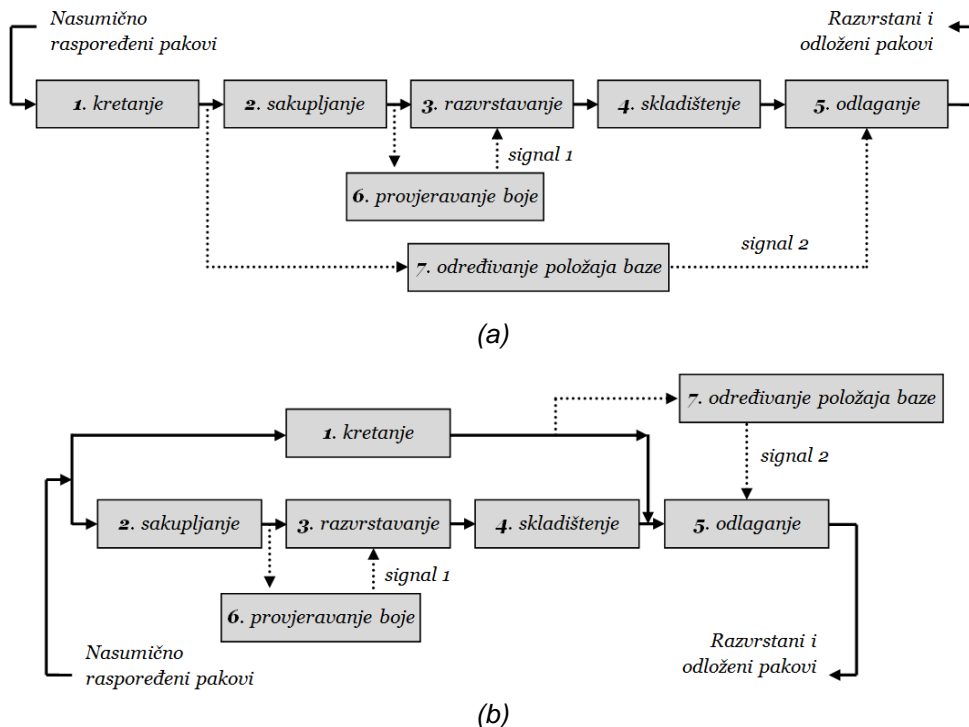 Nasumično
raspoređeni pakovi
Razvrstani i
odloženi pakovi
1. kretanje
2. sakupljanje
3. razvrstavanje
4. skladištenje
5. odlaganje
signal 1
6. provjeravanje boje
signal 2
7. određivanje položaja baze
(a)
7. određivanje položaja baze
1. kretanje
signal 2
2. sakupljanje
3. razvrstavanje
4. skladištenje
5. odlaganje
signal 1
6. provjeravanje boje
Nasumično
raspoređeni pakovi
Razvrstani i
odloženi pakovi
(b)